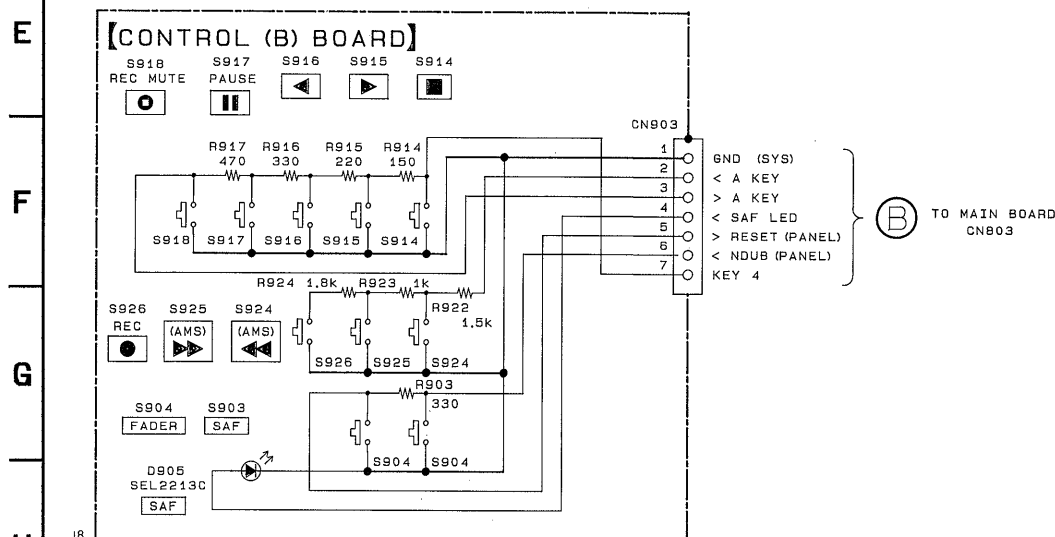 E
【CONTROL (B) BOARD】
S918 S917 S916 S915 S914
REC MUTE PAUSE
CN903
R917 R916 R915 R914
470 330 220 150
1 GND (SYS)
2 < A KEY
3 > A KEY
4 < SAF LED
5 > RESET (PANEL)
6 < NDUB (PANEL)
7 KEY 4
B TO MAIN BOARD
CN803
F
S918 S917 S916 S915 S914
R924 1.8k R923 1k
R922
1.5k
S926 S925 S924
REC (AMS) (AMS)
S926 S925 S924
G
R903
330
S904 S903
FADER SAF
S904 S904
D905
SEL2213C
SAF